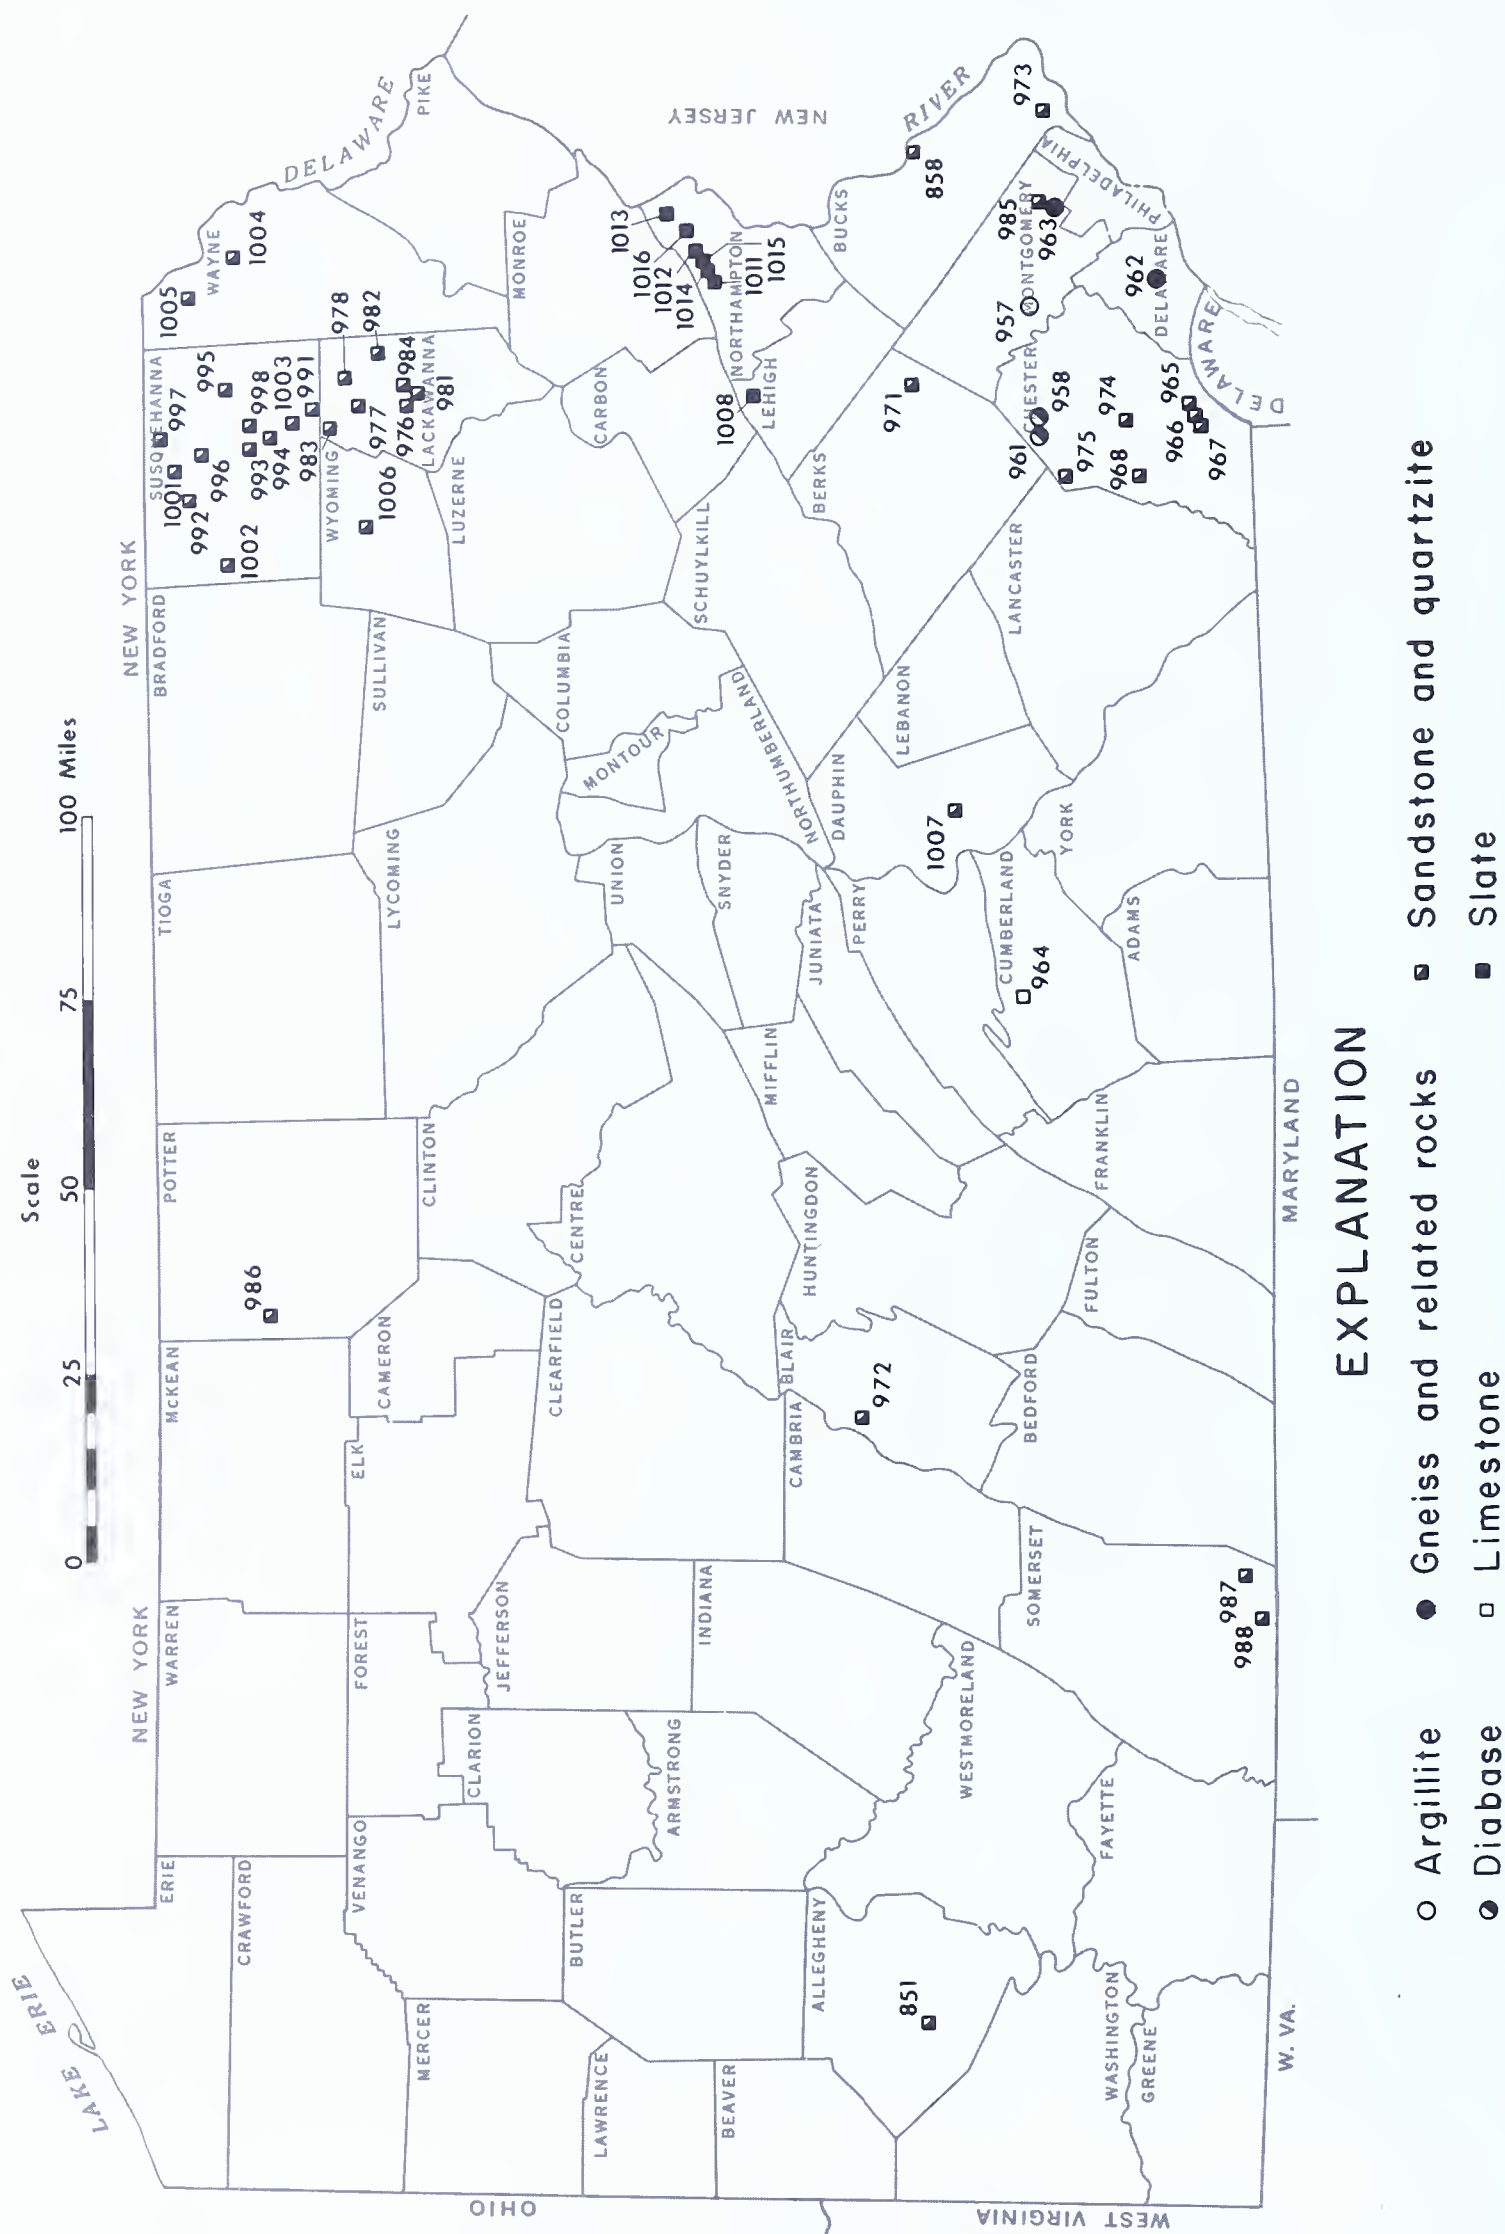 Scale
0 25 50 75 100 Miles
LAKE ERIE
NEW YORK
NEW YORK
ERIE
CRAWFORD
WARREN
MCKEAN
POTTER
TIOGA
BRADFORD
SUSQUEHANNA
WAYNE
DELAWARE
PIKE
VENANGO
FOREST
ELK
CAMERON
CLINTON
LYCOMING
SULLIVAN
WYOMING
LACKAWANNA
MERCER
CLARION
JEFFERSON
CLEARFIELD
CENTRE
UNION
MONTOUR
COLUMBIA
LUZERNE
MONROE
CARBON
LAWRENCE
BUTLER
ARMSTRONG
INDIANA
MIFFLIN
SNYDER
NORTHUMBERLAND
SCHUYLKILL
NORTHAMPTON
LEHIGH
BEAVER
ALLEGHENY
CAMBRIA
BLAIR
HUNTINGDON
JUNIATA
PERRY
DAUPHIN
LEBANON
BERKS
BUCKS
RIVER
NEW JERSEY
WESTMORELAND
SOMERSET
BEDFORD
FULTON
FRANKLIN
CUMBERLAND
ADAMS
YORK
LANCASTER
CHESTER
MONTGOMERY
PHILADELPHIA
DELAWARE
DELAWARE
WASHINGTON
GREENE
FAYETTE
OHIO
WEST VIRGINIA
W. VA.
MARYLAND
986
1001
997
992
1002
996
995
993
998
994
1003
991
983
978
982
977
976
984
981
1006
1005
1004
1013
1016
1012
1014
1011
1015
1008
858
973
971
985
963
957
962
958
961
975
974
968
965
966
967
1007
964
972
987
988
851
EXPLANATION
Argillite
Gneiss and related rocks
Sandstone and quartzite
Diabase
Limestone
Slate